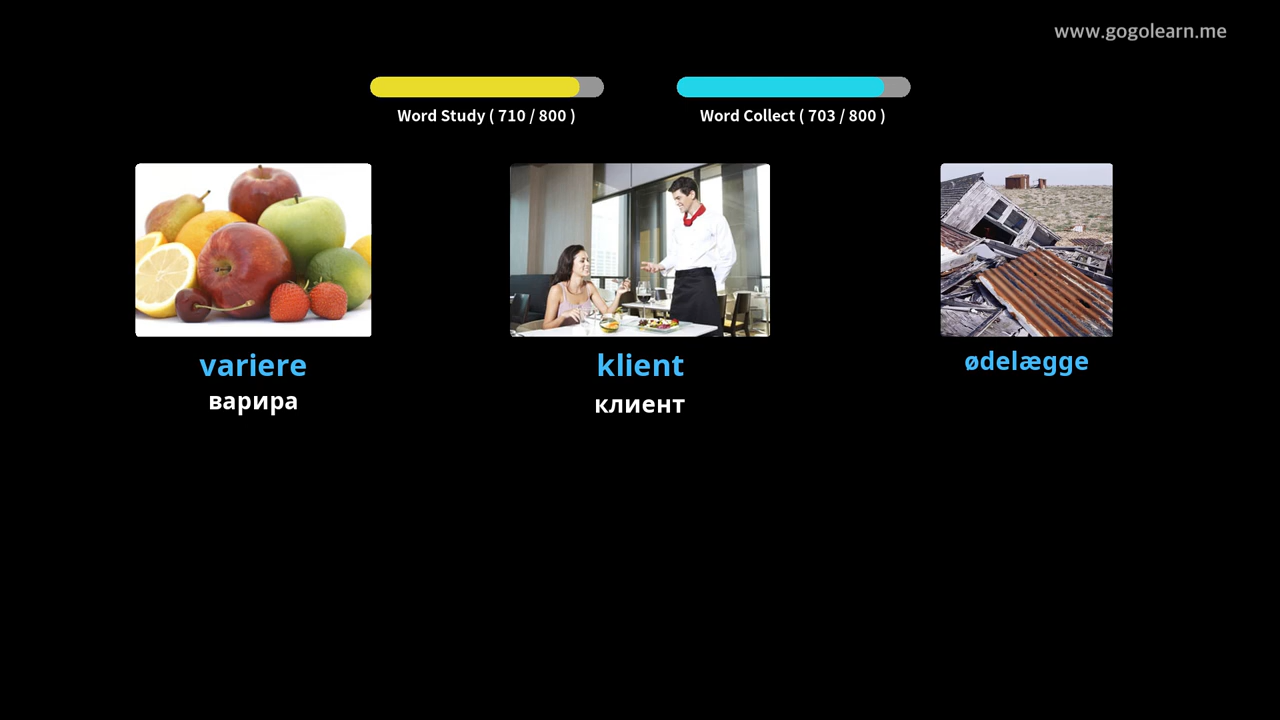 www.gogolearn.me
Word Study ( 710 / 800 )
Word Collect ( 703 / 800 )
variere
варира
klient
клиент
ødelægge